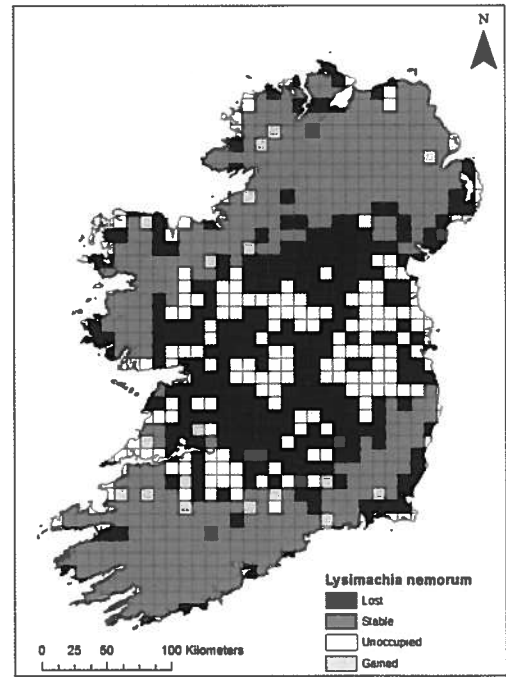 N
Lysimachia nemorum
Lost
Stable
Unoccupied
Gained
0 25 50 100 Kilometers